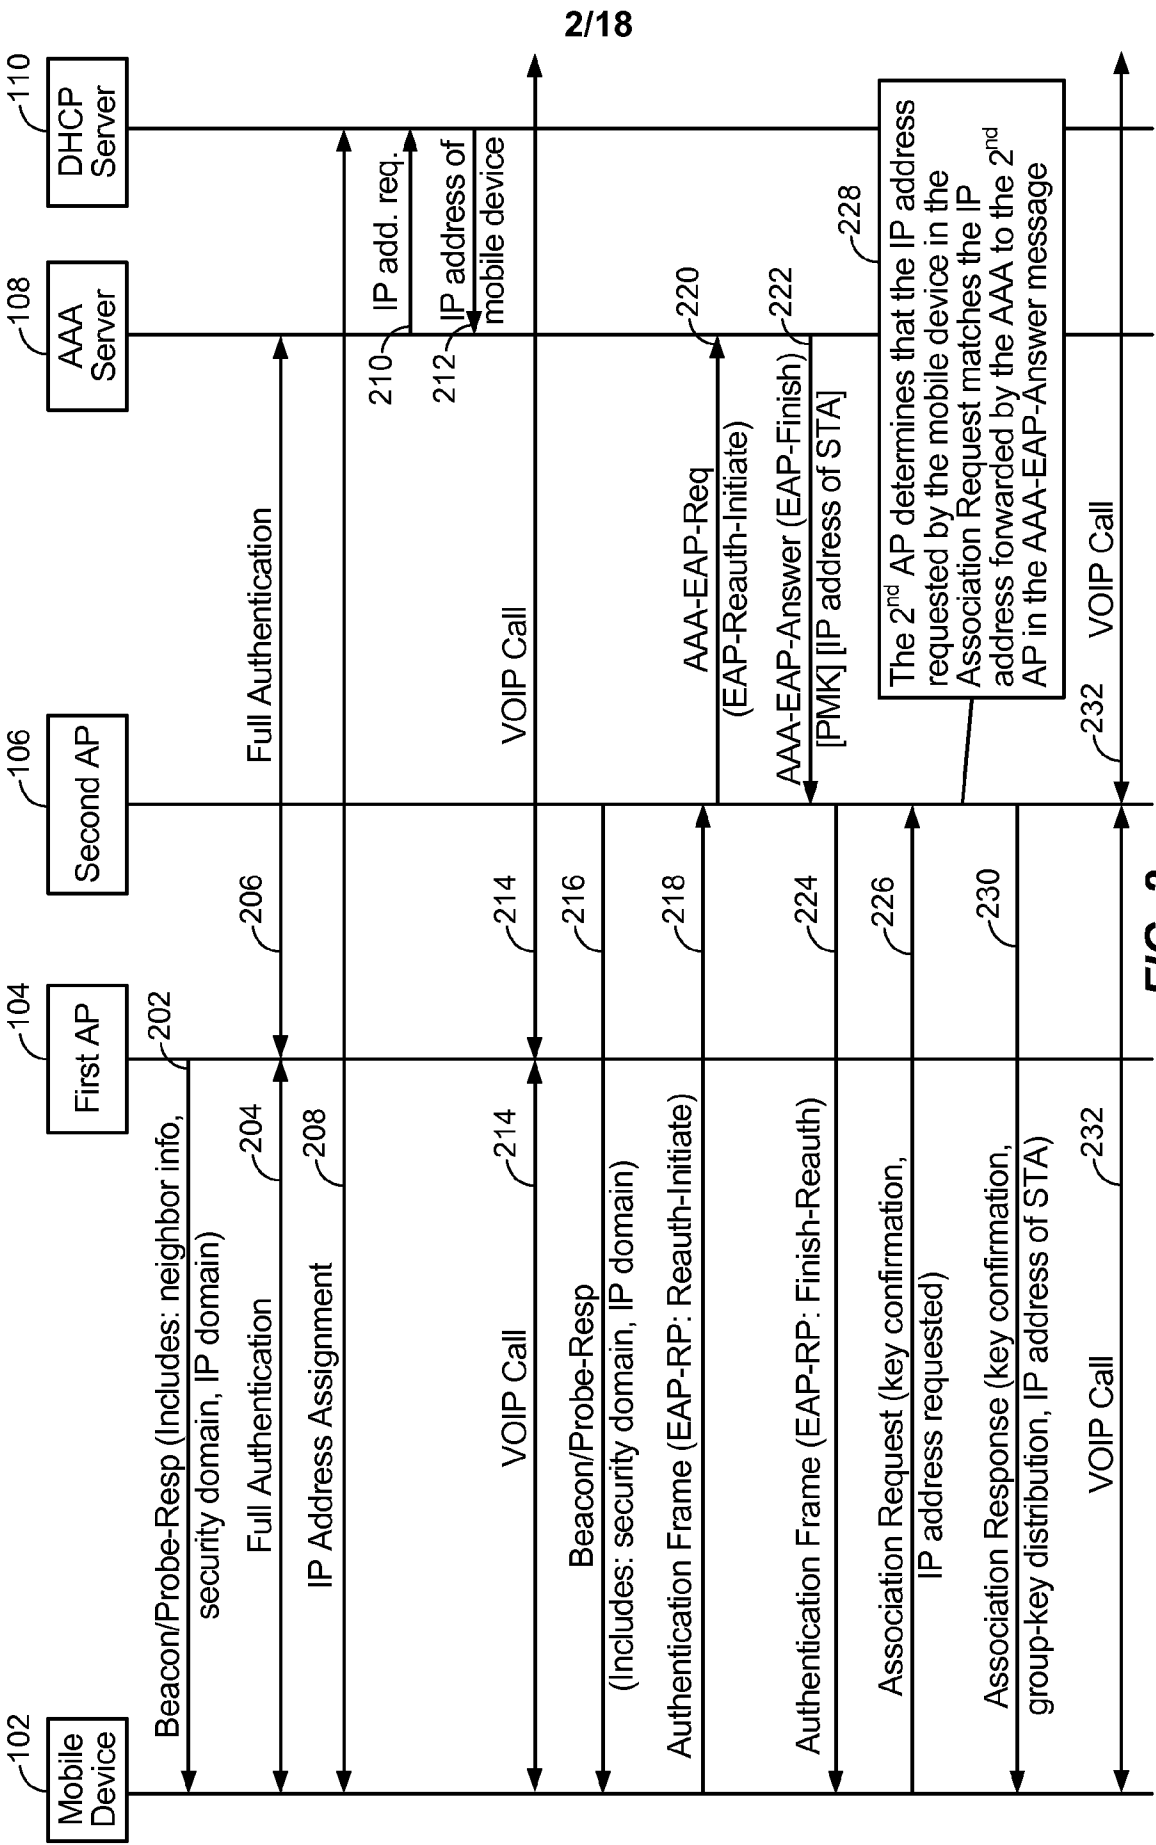 2/18
102
Mobile
Device
104
First AP
106
Second AP
108
AAA
Server
110
DHCP
Server
202
Beacon/Probe-Resp (Includes: neighbor info,
security domain, IP domain)
Full Authentication
204
206
Full Authentication
IP Address Assignment
208
210
IP add. req.
212
IP address of
mobile device
VOIP Call
214
214
VOIP Call
Beacon/Probe-Resp
(Includes: security domain, IP domain)
216
Authentication Frame (EAP-RP: Reauth-Initiate)
218
AAA-EAP-Req
(EAP-Reauth-Initiate)
220
AAA-EAP-Answer (EAP-Finish)
[PMK] [IP address of STA]
222
Authentication Frame (EAP-RP: Finish-Reauth)
224
Association Request (key confirmation,
IP address requested)
226
228
The 2nd AP determines that the IP address
requested by the mobile device in the
Association Request matches the IP
address forwarded by the AAA to the 2nd
AP in the AAA-EAP-Answer message
Association Response (key confirmation,
group-key distribution, IP address of STA)
230
VOIP Call
232
232
VOIP Call